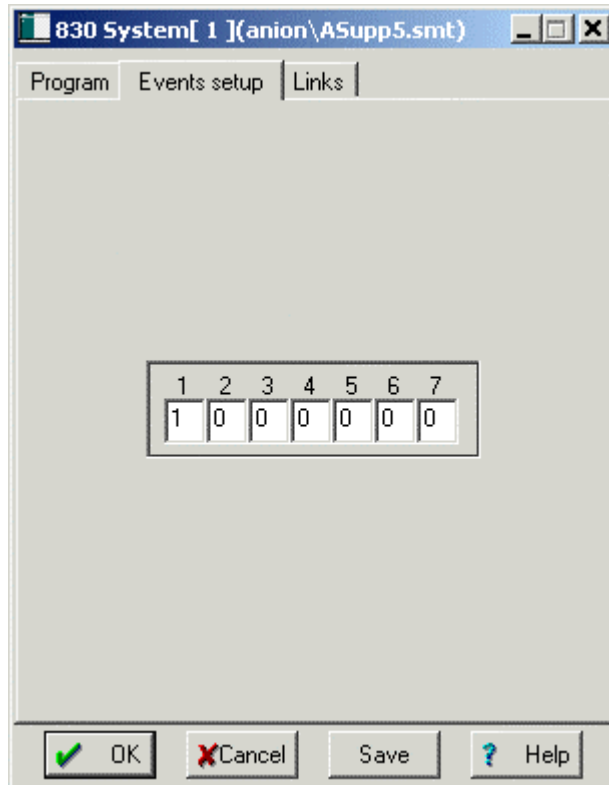 830 System[ 1 ](anion\ASupp5.smt)
Program Events setup Links
1 2 3 4 5 6 7
1 0 0 0 0 0 0
OK Cancel Save ? Help